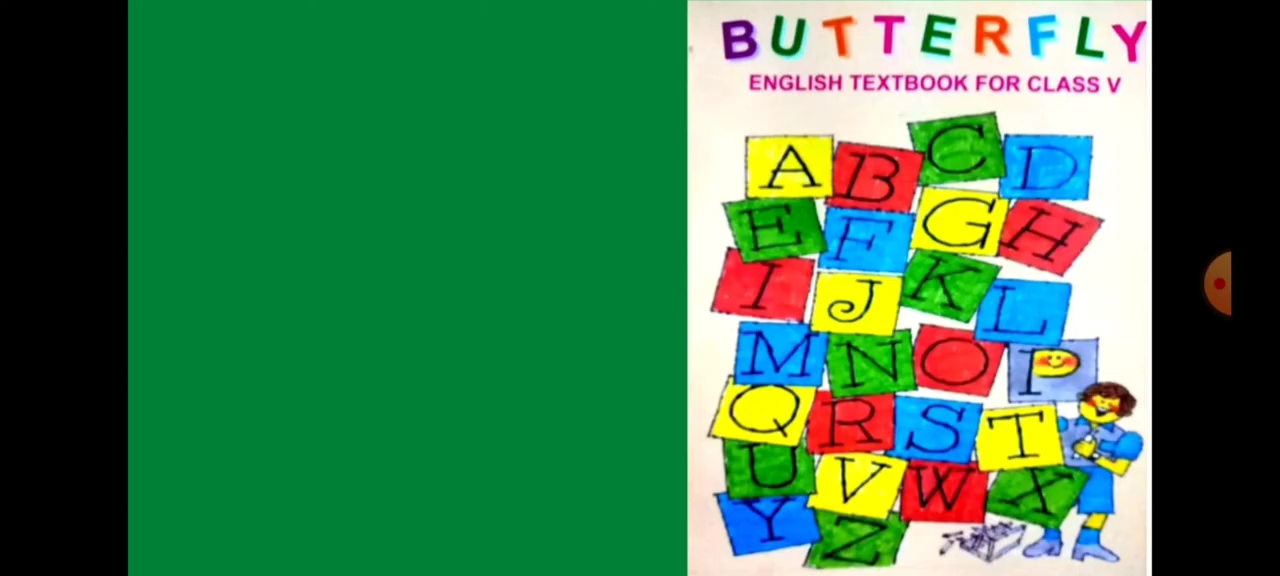 BUTTERFLY
ENGLISH TEXTBOOK FOR CLASS V
A B C D
E F G H
I J K L
M N O P
Q R S T
U V W X
Y Z